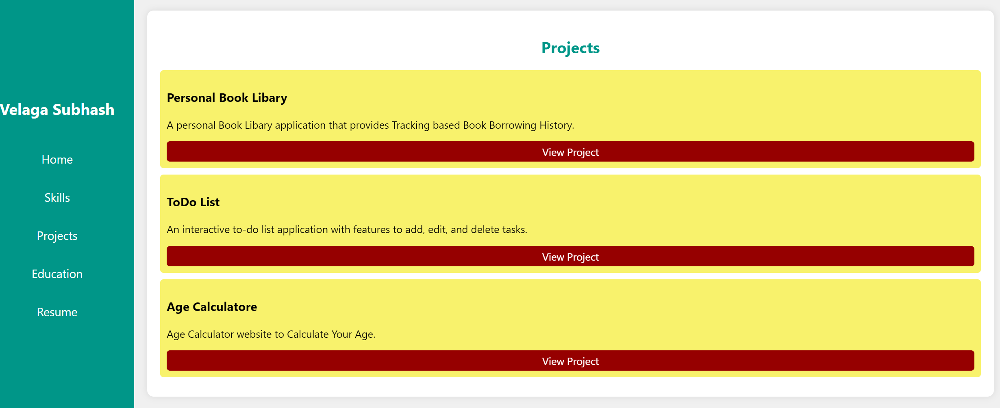 Velaga Subhash
Home
Skills
Projects
Education
Resume
Projects
Personal Book Libary
A personal Book Libary application that provides Tracking based Book Borrowing History.
View Project
ToDo List
An interactive to-do list application with features to add, edit, and delete tasks.
View Project
Age Calculatore
Age Calculator website to Calculate Your Age.
View Project